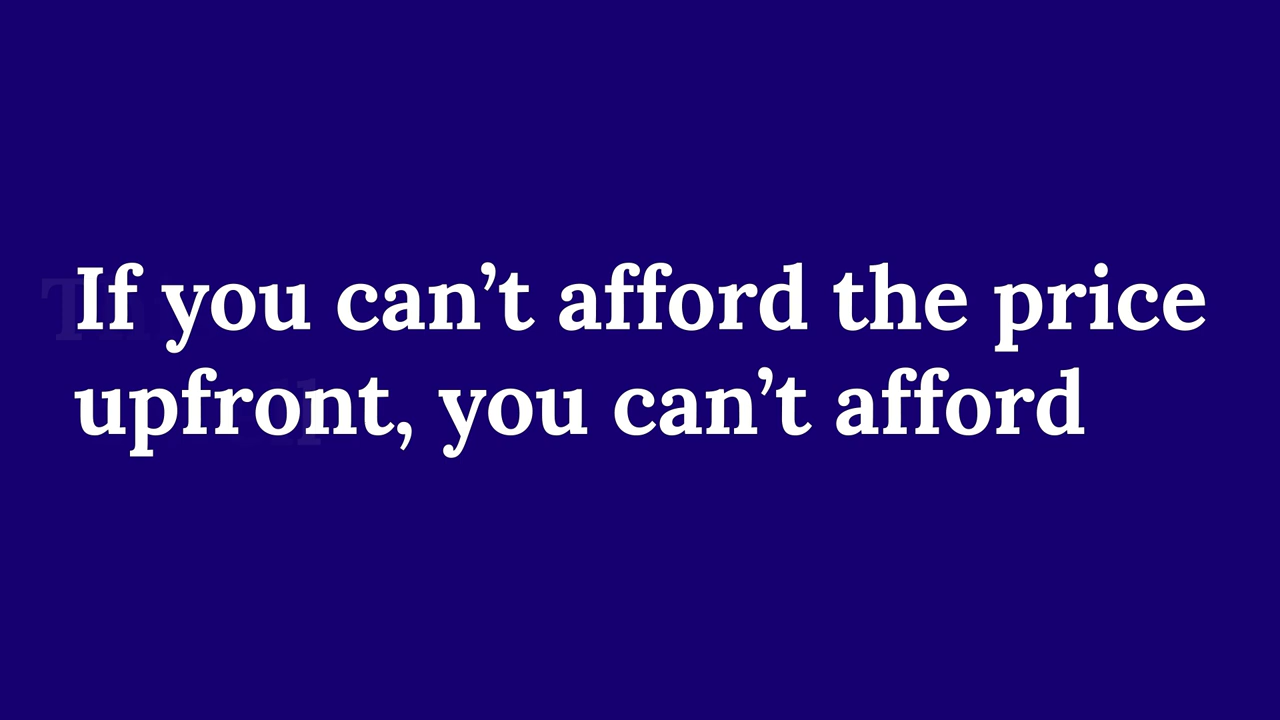 If you can’t afford the price
upfront, you can’t afford